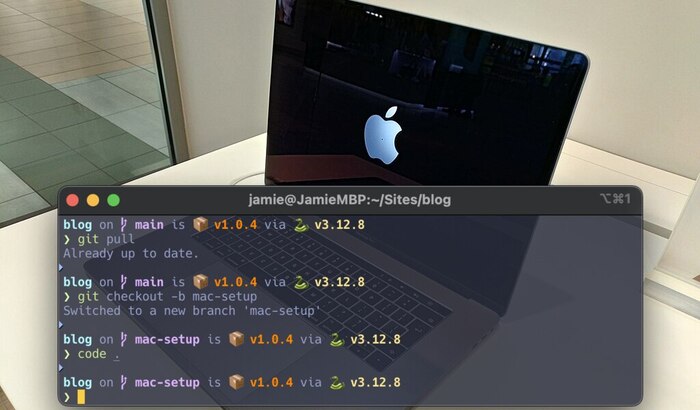 jamie@JamieMBP:~/Sites/blog ⌥⌘1
blog on main is 📦 v1.0.4 via 🐍 v3.12.8
❯ git pull
Already up to date.
blog on main is 📦 v1.0.4 via 🐍 v3.12.8
❯ git checkout -b mac-setup
Switched to a new branch 'mac-setup'
blog on mac-setup is 📦 v1.0.4 via 🐍 v3.12.8
❯ code .
blog on mac-setup is 📦 v1.0.4 via 🐍 v3.12.8
❯